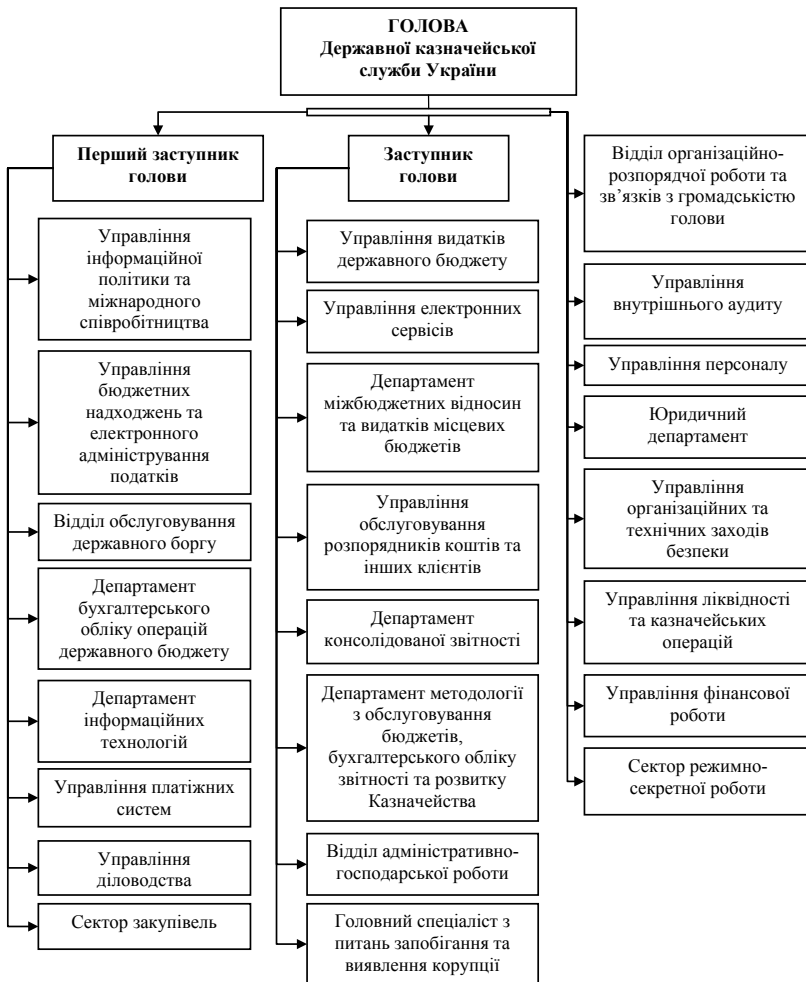 ГОЛОВА
Державної казначейської
служби України
Перший заступник
голови
Управління
інформаційної
політики та
міжнародного
співробітництва
Управління
бюджетних
надходжень та
електронного
адміністрування
податків
Відділ обслуговування
державного боргу
Департамент
бухгалтерського
обліку операцій
державного бюджету
Департамент
інформаційних
технологій
Управління платіжних
систем
Управління
діловодства
Сектор закупівель
Заступник
голови
Управління видатків
державного бюджету
Управління електронних
сервісів
Департамент
міжбюджетних відносин
та видатків місцевих
бюджетів
Управління
обслуговування
розпорядників коштів та
інших клієнтів
Департамент
консолідованої звітності
Департамент методології
з обслуговування
бюджетів,
бухгалтерського обліку
звітності та розвитку
Казначейства
Відділ адміністративно-
господарської роботи
Головний спеціаліст з
питань запобігання та
виявлення корупції
Відділ організаційно-
розпорядчої роботи та
зв’язків з громадськістю
голови
Управління
внутрішнього аудиту
Управління персоналу
Юридичний
департамент
Управління
організаційних та
технічних заходів
безпеки
Управління ліквідності
та казначейських
операцій
Управління фінансової
роботи
Сектор режимно-
секретної роботи